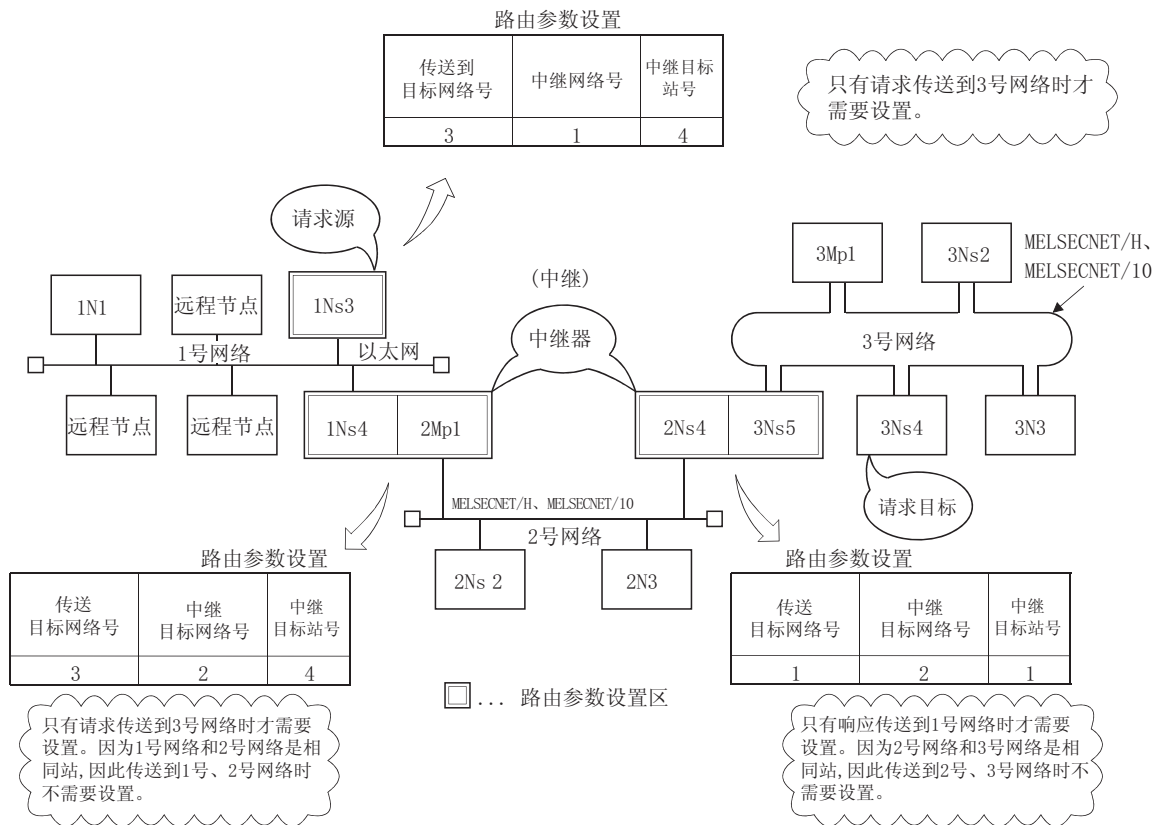 路由参数设置
传送到
目标网络号
中继网络号
中继目标
站号
3
1
4
只有请求传送到3号网络时才
需要设置。
请求源
1N1
远程节点
1Ns3
1号网络
以太网
远程节点
远程节点
(中继)
中继器
1Ns4
2Mp1
2Ns4
3Ns5
3Mp1
3Ns2
MELSECNET/H、
MELSECNET/10
3号网络
3Ns4
3N3
请求目标
MELSECNET/H、MELSECNET/10
2号网络
2Ns 2
2N3
路由参数设置
传送
目标网络号
中继
目标网络号
中继
目标站号
3
2
4
只有请求传送到3号网络时才需要
设置。因为1号网络和2号网络是相
同站,因此传送到1号、2号网络时
不需要设置。
... 路由参数设置区
路由参数设置
传送
目标网络号
中继
目标网络号
中继
目标站号
1
2
1
只有响应传送到1号网络时才需要
设置。因为2号网络和3号网络是相
同站,因此传送到2号、3号网络时不
需要设置。